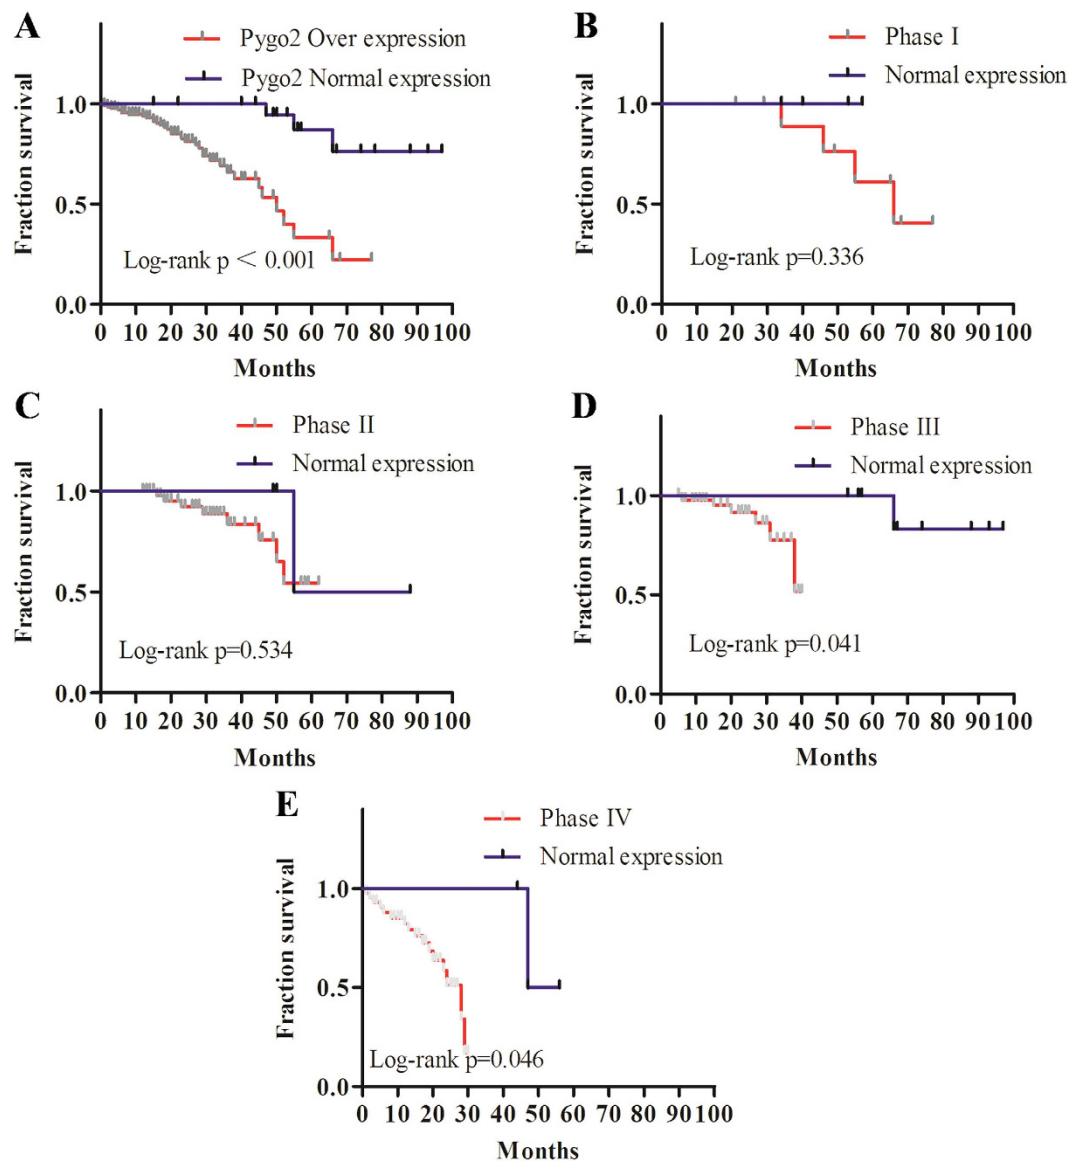 A
Pygo2 Over expression
Pygo2 Normal expression
Fraction survival
1.0
0.5
0.0
Log-rank p < 0.001
0 10 20 30 40 50 60 70 80 90 100
Months
B
Phase I
Normal expression
Fraction survival
1.0
0.5
0.0
Log-rank p=0.336
0 10 20 30 40 50 60 70 80 90 100
Months
C
Phase II
Normal expression
Fraction survival
1.0
0.5
0.0
Log-rank p=0.534
0 10 20 30 40 50 60 70 80 90 100
Months
D
Phase III
Normal expression
Fraction survival
1.0
0.5
0.0
Log-rank p=0.041
0 10 20 30 40 50 60 70 80 90 100
Months
E
Phase IV
Normal expression
Fraction survival
1.0
0.5
0.0
Log-rank p=0.046
0 10 20 30 40 50 60 70 80 90 100
Months